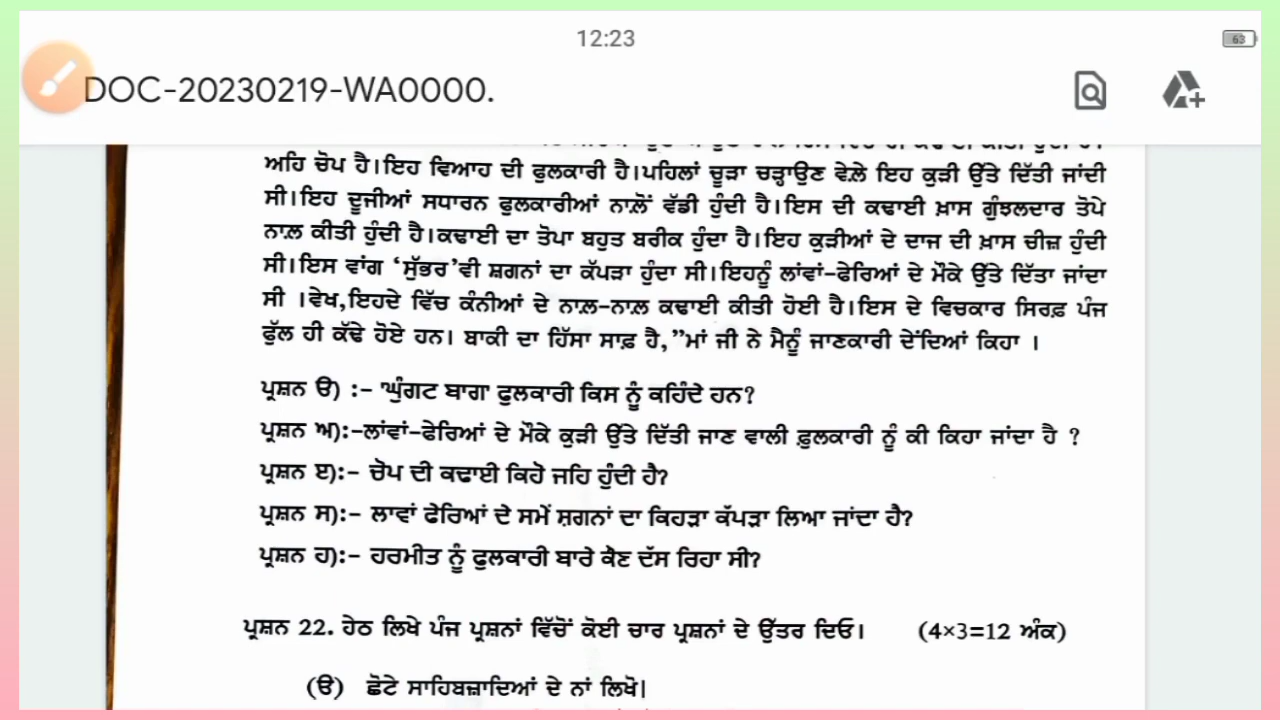 12:23
63
DOC-20230219-WA0000.
ਅਹਿ ਚੋਪ ਹੈ।ਇਹ ਵਿਆਹ ਦੀ ਫੁਲਕਾਰੀ ਹੈ।ਪਹਿਲਾਂ ਚੂੜਾ ਚੜ੍ਹਾਉਣ ਵੇਲ਼ੇ ਇਹ ਕੁੜੀ ਉੱਤੇ ਦਿੱਤੀ ਜਾਂਦੀ
ਸੀ।ਇਹ ਦੂਜੀਆਂ ਸਧਾਰਨ ਫੁਲਕਾਰੀਆਂ ਨਾਲ਼ੋਂ ਵੱਡੀ ਹੁੰਦੀ ਹੈ।ਇਸ ਦੀ ਕਢਾਈ ਖ਼ਾਸ ਗੁੰਝਲਦਾਰ ਤੋਪੇ
ਨਾਲ਼ ਕੀਤੀ ਹੁੰਦੀ ਹੈ।ਕਢਾਈ ਦਾ ਤੋਪਾ ਬਹੁਤ ਬਰੀਕ ਹੁੰਦਾ ਹੈ।ਇਹ ਕੁੜੀਆਂ ਦੇ ਦਾਜ ਦੀ ਖ਼ਾਸ ਚੀਜ਼ ਹੁੰਦੀ
ਸੀ।ਇਸ ਵਾਂਗ ‘ਸੁੱਭਰ’ਵੀ ਸ਼ਗਨਾਂ ਦਾ ਕੱਪੜਾ ਹੁੰਦਾ ਸੀ।ਇਹਨੂੰ ਲਾਂਵਾਂ-ਫੇਰਿਆਂ ਦੇ ਮੌਕੇ ਉੱਤੇ ਦਿੱਤਾ ਜਾਂਦਾ
ਸੀ ।ਵੇਖ,ਇਹਦੇ ਵਿੱਚ ਕੰਨੀਆਂ ਦੇ ਨਾਲ਼-ਨਾਲ਼ ਕਢਾਈ ਕੀਤੀ ਹੋਈ ਹੈ।ਇਸ ਦੇ ਵਿਚਕਾਰ ਸਿਰਫ਼ ਪੰਜ
ਫੁੱਲ ਹੀ ਕੱਢੇ ਹੋਏ ਹਨ। ਬਾਕੀ ਦਾ ਹਿੱਸਾ ਸਾਫ਼ ਹੈ,”ਮਾਂ ਜੀ ਨੇ ਮੈਨੂੰ ਜਾਣਕਾਰੀ ਦੇਂਦਿਆਂ ਕਿਹਾ ।
ਪ੍ਰਸ਼ਨ ੳ) :- 'ਘੁੰਗਟ ਬਾਗ' ਫੁਲਕਾਰੀ ਕਿਸ ਨੂੰ ਕਹਿੰਦੇ ਹਨ?
ਪ੍ਰਸ਼ਨ ਅ):-ਲਾਂਵਾਂ-ਫੇਰਿਆਂ ਦੇ ਮੌਕੇ ਕੁੜੀ ਉੱਤੇ ਦਿੱਤੀ ਜਾਣ ਵਾਲੀ ਫ਼ੁਲਕਾਰੀ ਨੂੰ ਕੀ ਕਿਹਾ ਜਾਂਦਾ ਹੈ ?
ਪ੍ਰਸ਼ਨ ੲ):- ਚੋਪ ਦੀ ਕਢਾਈ ਕਿਹੋ ਜਹਿ ਹੁੰਦੀ ਹੈ?
ਪ੍ਰਸ਼ਨ ਸ):- ਲਾਵਾਂ ਫੇਰਿਆਂ ਦੇ ਸਮੇਂ ਸ਼ਗਨਾਂ ਦਾ ਕਿਹੜਾ ਕੱਪੜਾ ਲਿਆ ਜਾਂਦਾ ਹੈ?
ਪ੍ਰਸ਼ਨ ਹ):- ਹਰਮੀਤ ਨੂੰ ਫੁਲਕਾਰੀ ਬਾਰੇ ਕੋਣ ਦੱਸ ਰਿਹਾ ਸੀ?
ਪ੍ਰਸ਼ਨ 22. ਹੇਠ ਲਿਖੇ ਪੰਜ ਪ੍ਰਸ਼ਨਾਂ ਵਿੱਚੋਂ ਕੋਈ ਚਾਰ ਪ੍ਰਸ਼ਨਾਂ ਦੇ ਉੱਤਰ ਦਿਓ। (4×3=12 ਅੰਕ)
(ੳ) ਛੋਟੇ ਸਾਹਿਬਜ਼ਾਦਿਆਂ ਦੇ ਨਾਂ ਲਿਖੋ।